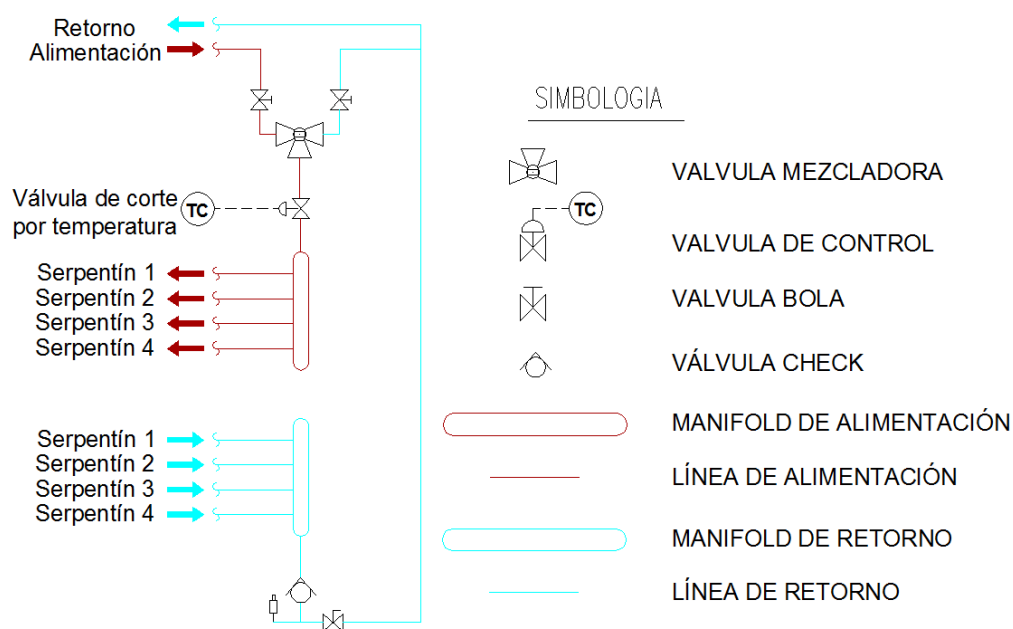 Retorno
Alimentación
Válvula de corte
por temperatura
TC
Serpentín 1
Serpentín 2
Serpentín 3
Serpentín 4
Serpentín 1
Serpentín 2
Serpentín 3
Serpentín 4
SIMBOLOGIA
VALVULA MEZCLADORA
TC
VALVULA DE CONTROL
VALVULA BOLA
VÁLVULA CHECK
MANIFOLD DE ALIMENTACIÓN
LÍNEA DE ALIMENTACIÓN
MANIFOLD DE RETORNO
LÍNEA DE RETORNO